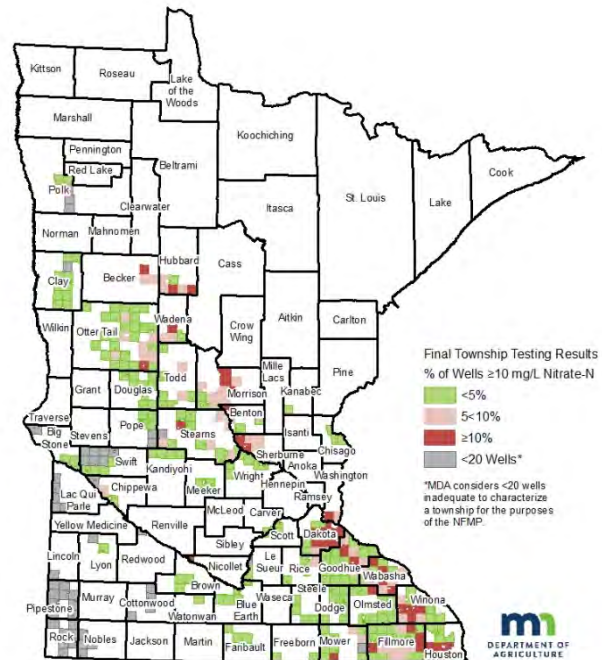 Kittson
Roseau
Lake
of the
Woods
Marshall
Koochiching
Pennington
Red Lake
Beltrami
Cook
Polk
St. Louis
Lake
Itasca
Clearwater
Norman
Mahnomen
Hubbard
Cass
Clay
Becker
Wadena
Aitkin
Carlton
Wilkin
Otter Tail
Crow
Wing
Pine
Mille
Lacs
Todd
Kanabec
Grant
Douglas
Morrison
Benton
Traverse
Big
Stone
Stevens
Pope
Stearns
Isanti
Sherburne
Chisago
Swift
Kandiyohi
Anoka
Wright
Washington
Hennepin
Ramsey
Lac Qui
Parle
Chippewa
Meeker
McLeod
Carver
Yellow Medicine
Renville
Scott
Dakota
Sibley
Lincoln
Lyon
Redwood
Nicollet
Le
Sueur
Rice
Goodhue
Wabasha
Brown
Steele
Pipestone
Murray
Cottonwood
Watonwan
Blue
Earth
Waseca
Dodge
Olmsted
Winona
Rock
Nobles
Jackson
Martin
Fairbault
Freeborn
Mower
Fillmore
Houston
Final Township Testing Results
% of Wells ≥10 mg/L Nitrate-N
<5%
5<10%
≥10%
<20 Wells*
*MDA considers <20 wells
inadequate to characterize
a township for the purposes
of the NFMP.
mn
DEPARTMENT OF
AGRICULTURE